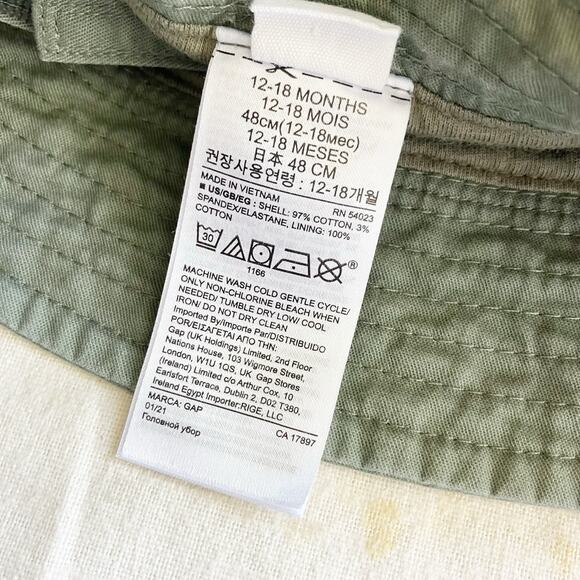 12-18 MONTHS
12-18 MOIS
48см(12-18мес)
12-18 MESES
日本 48 CM
권장사용연령 : 12-18개월
MADE IN VIETNAM RN 54023
■ US/GB/EG : SHELL: 97% COTTON, 3%
SPANDEX/ELASTANE, LINING: 100%
COTTON
30
®
1166
MACHINE WASH COLD GENTLE CYCLE/
ONLY NON-CHLORINE BLEACH WHEN
NEEDED/ TUMBLE DRY LOW/ COOL
IRON/ DO NOT DRY CLEAN
Imported By/Importe Par/DISTRIBUIDO
POR/ΕΙΣΑΓΕΤΑΙ ΑΠΟ ΤΗΝ:
Gap (UK Holdings) Limited, 2nd Floor
Nations House, 103 Wigmore Street,
London, W1U 1QS, UK Gap Stores
Ireland Limited c/o Arthur Cox, 10
Earlsfort Terrace, Dublin 2, D02 T380,
Ireland Egypt Importer:RIGE, LLC
MARCA: GAP
01/21 CA 17897
Головной убор